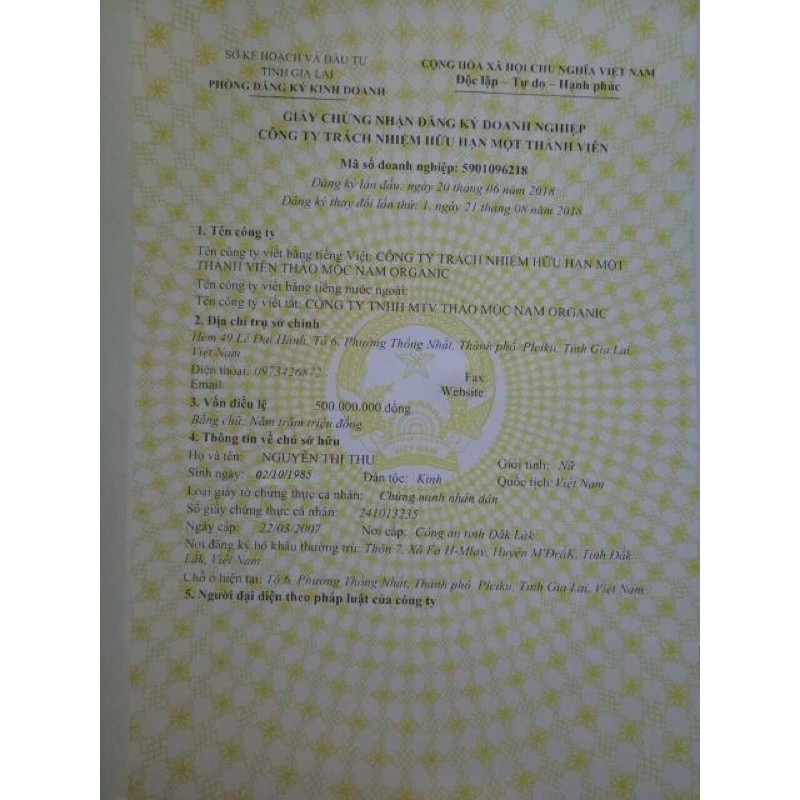 SỞ KẾ HOẠCH VÀ ĐẦU TƯ
TỈNH GIA LAI
PHÒNG ĐĂNG KÝ KINH DOANH
CỘNG HÒA XÃ HỘI CHỦ NGHĨA VIỆT NAM
Độc lập – Tự do – Hạnh phúc
GIẤY CHỨNG NHẬN ĐĂNG KÝ DOANH NGHIỆP
CÔNG TY TRÁCH NHIỆM HỮU HẠN MỘT THÀNH VIÊN
Mã số doanh nghiệp: 5901096218
Đăng ký lần đầu: ngày 20 tháng 06 năm 2018
Đăng ký thay đổi lần thứ: 1, ngày 21 tháng 08 năm 2018
1. Tên công ty
Tên công ty viết bằng tiếng Việt: CÔNG TY TRÁCH NHIỆM HỮU HẠN MỘT
THÀNH VIÊN THẢO MỘC NAM ORGANIC
Tên công ty viết bằng tiếng nước ngoài:
Tên công ty viết tắt: CÔNG TY TNHH MTV THẢO MỘC NAM ORGANIC
2. Địa chỉ trụ sở chính
Hẻm 49 Lê Đại Hành, Tổ 6, Phường Thống Nhất, Thành phố Pleiku, Tỉnh Gia Lai,
Việt Nam
Điện thoại: 0973426872 Fax:
Email: Website:
3. Vốn điều lệ 500.000.000 đồng
Bằng chữ: Năm trăm triệu đồng
4. Thông tin về chủ sở hữu
Họ và tên: NGUYỄN THỊ THU Giới tính: Nữ
Sinh ngày: 02/10/1985 Dân tộc: Kinh Quốc tịch: Việt Nam
Loại giấy tờ chứng thực cá nhân: Chứng minh nhân dân
Số giấy chứng thực cá nhân: 241013235
Ngày cấp: 22/03/2007 Nơi cấp: Công an tỉnh Đắk Lắk
Nơi đăng ký hộ khẩu thường trú: Thôn 7, Xã Ea H-Mlay, Huyện M'ĐrắK, Tỉnh Đắk
Lắk, Việt Nam
Chỗ ở hiện tại: Tổ 6, Phường Thống Nhất, Thành phố Pleiku, Tỉnh Gia Lai, Việt Nam
5. Người đại diện theo pháp luật của công ty
VIỆT NAM